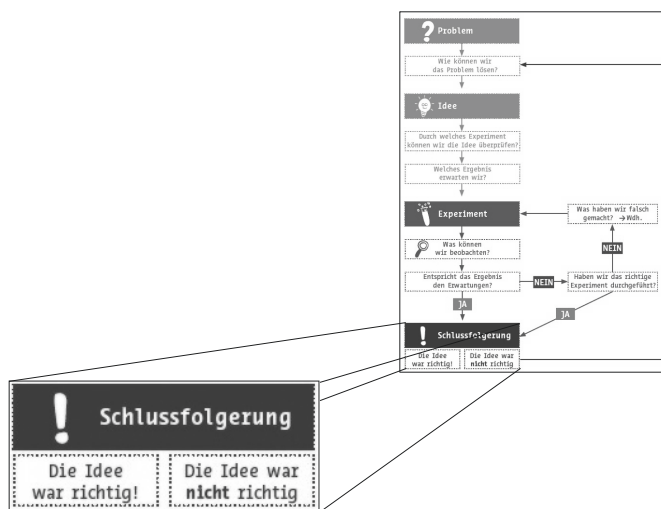 Problem
Wie können wir
das Problem lösen?
Idee
Durch welches Experiment
können wir die Idee überprüfen?
Welches Ergebnis
erwarten wir?
Experiment
Was haben wir falsch
gemacht? →Wdh.
Was können
wir beobachten?
NEIN
Entspricht das Ergebnis
den Erwartungen?
NEIN
Haben wir das richtige
Experiment durchgeführt?
JA
JA
Schlussfolgerung
Die Idee
war richtig!
Die Idee war
nicht richtig
Schlussfolgerung
Die Idee
war richtig!
Die Idee war
nicht richtig